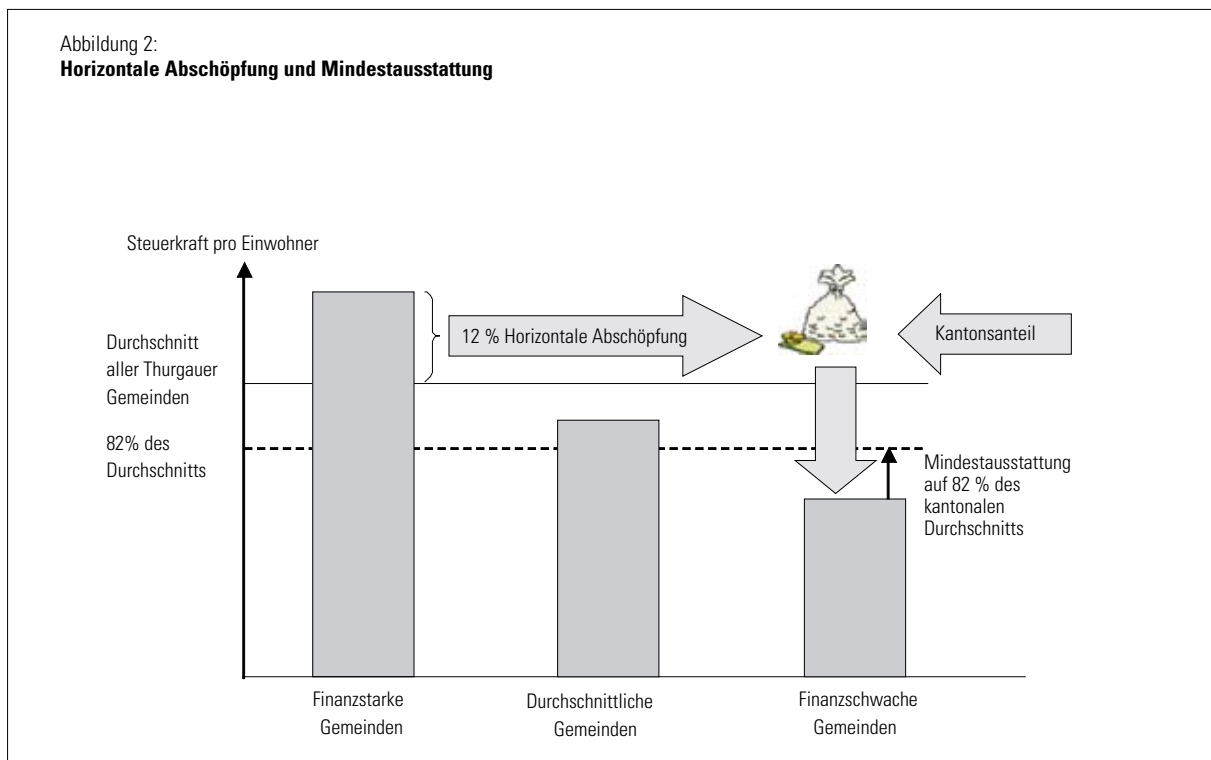 Abbildung 2:
Horizontale Abschöpfung und Mindestausstattung
Steuerkraft pro Einwohner
Durchschnitt
aller Thurgauer
Gemeinden
12 % Horizontale Abschöpfung
Kantonsanteil
82% des
Durchschnitts
Mindestausstattung
auf 82 % des
kantonalen
Durchschnitts
Finanzstarke
Gemeinden
Durchschnittliche
Gemeinden
Finanzschwache
Gemeinden